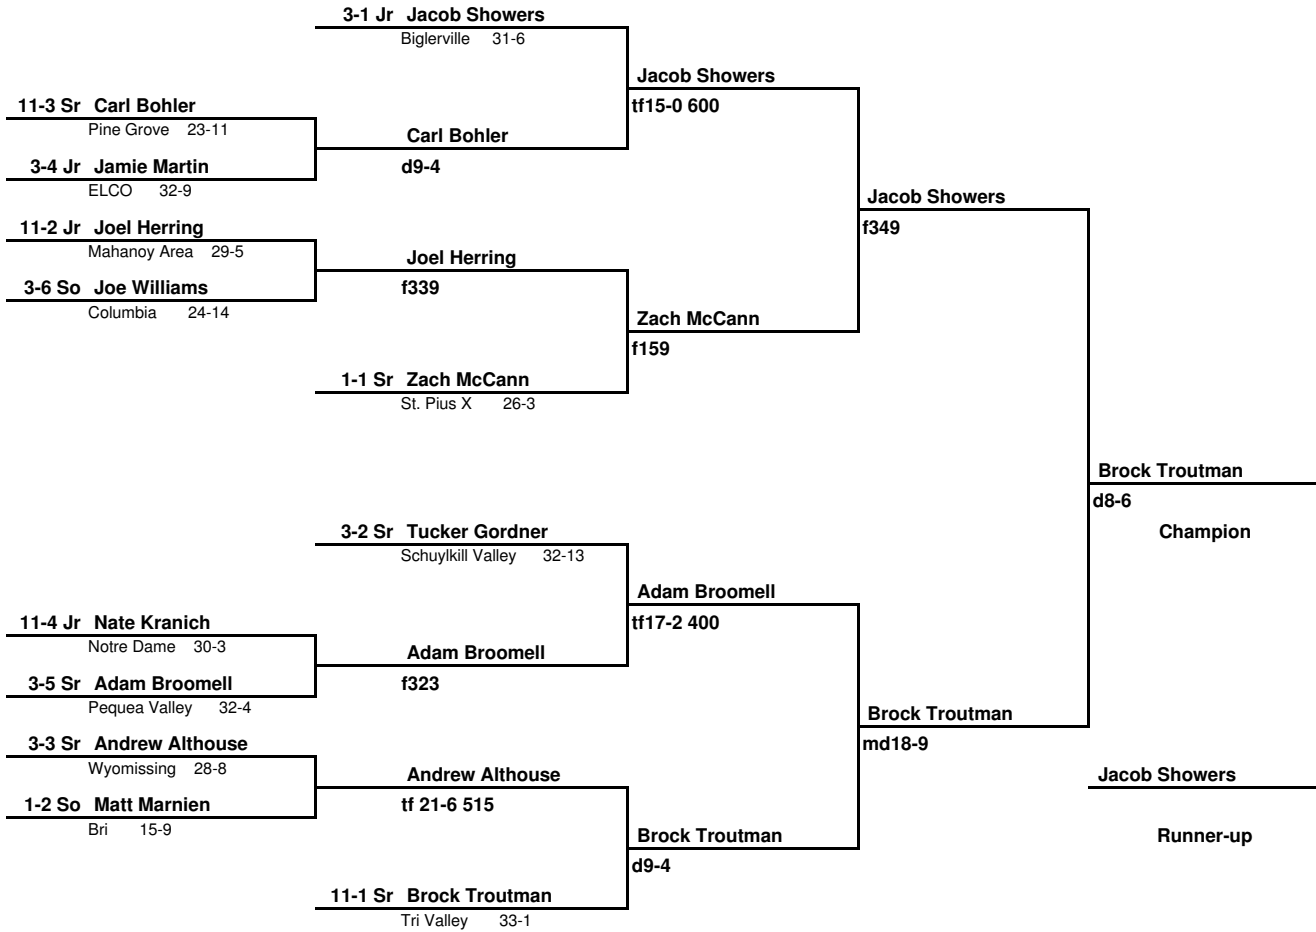 3-1 Jr Jacob Showers
Biglerville 31-6
Jacob Showers
11-3 Sr Carl Bohler
tf15-0 600
Pine Grove 23-11
Carl Bohler
3-4 Jr Jamie Martin
d9-4
ELCO 32-9
Jacob Showers
11-2 Jr Joel Herring
f349
Mahanoy Area 29-5
Joel Herring
3-6 So Joe Williams
f339
Columbia 24-14
Zach McCann
f159
1-1 Sr Zach McCann
St. Pius X 26-3
Brock Troutman
d8-6
3-2 Sr Tucker Gordner
Champion
Schuylkill Valley 32-13
Adam Broomell
11-4 Jr Nate Kranich
tf17-2 400
Notre Dame 30-3
Adam Broomell
3-5 Sr Adam Broomell
f323
Pequea Valley 32-4
Brock Troutman
3-3 Sr Andrew Althouse
md18-9
Wyomissing 28-8
Andrew Althouse
Jacob Showers
1-2 So Matt Marnien
tf 21-6 515
Bri 15-9
Brock Troutman
Runner-up
d9-4
11-1 Sr Brock Troutman
Tri Valley 33-1